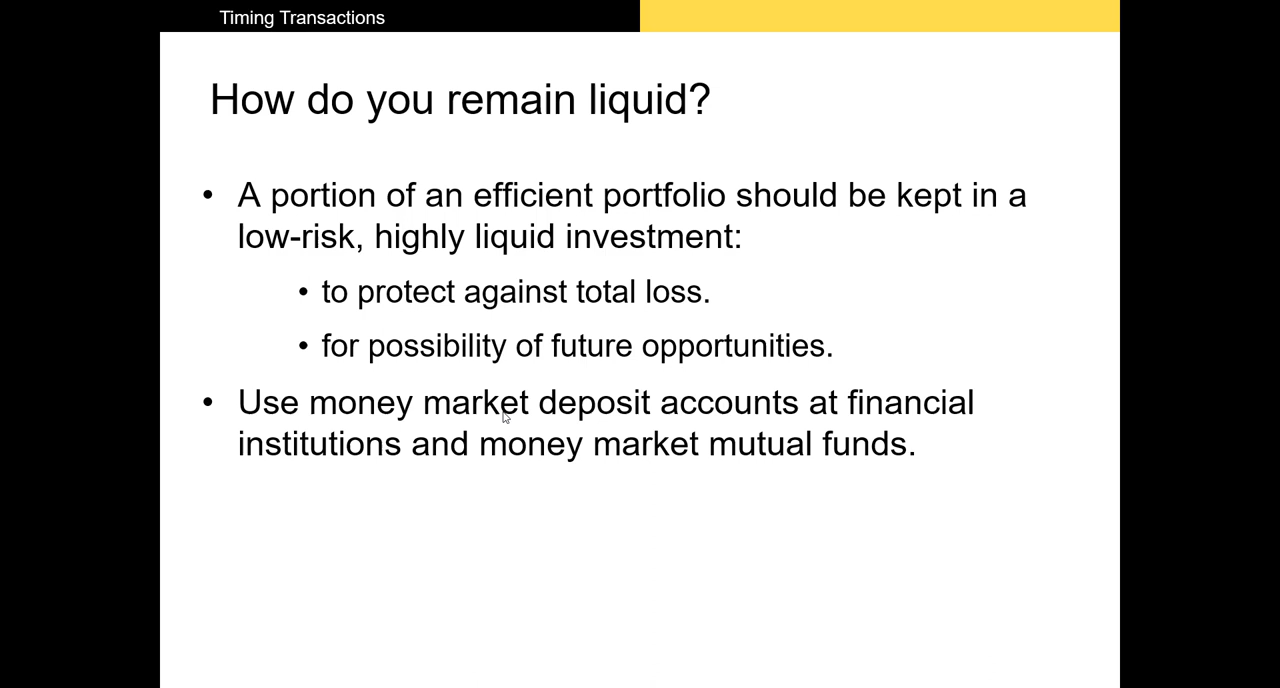 Timing Transactions
How do you remain liquid?
• A portion of an efficient portfolio should be kept in a
low-risk, highly liquid investment:
• to protect against total loss.
• for possibility of future opportunities.
• Use money market deposit accounts at financial
institutions and money market mutual funds.